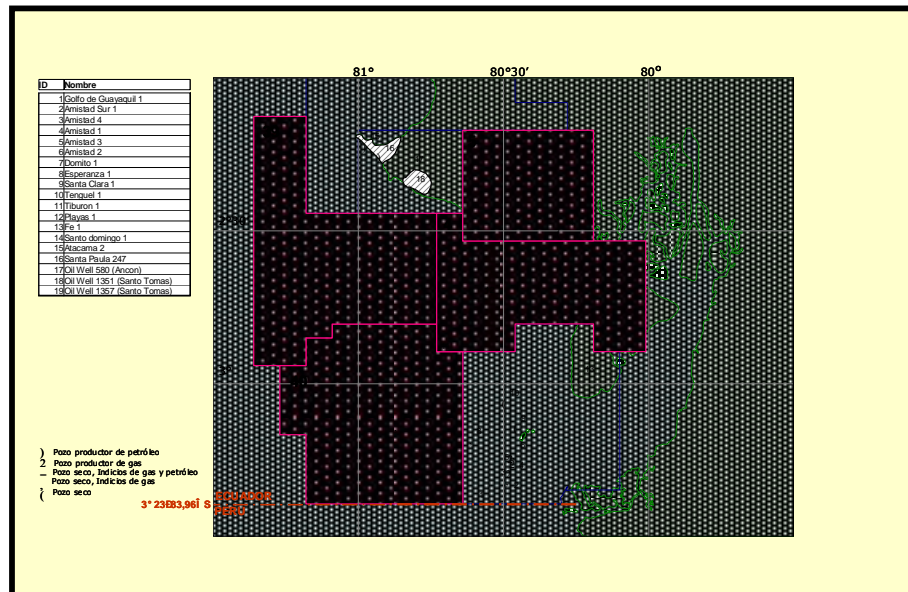 81° 80°30′ 80°
ID Nombre
1 Golfo de Guayaquil 1
2 Amistad Sur 1
3 Amistad 4
4 Amistad 1
5 Amistad 3
6 Amistad 2
7 Domito 1
8 Esperanza 1
9 Santa Clara 1
10 Tenguel 1
11 Tiburon 1
12 Playas 1
13 Fe 1
14 Santo domingo 1
15 Atacama 2
16 Santa Paula 247
17 Oil Well 580 (Ancon)
18 Oil Well 1351 (Santo Tomas)
19 Oil Well 1357 (Santo Tomas)
16
18
) Pozo productor de petróleo
2 Pozo productor de gas
_ Pozo seco, Indicios de gas y petróleo
Pozo seco, Indicios de gas
( Pozo seco
ECUADOR
3° 23£83,96Î S
PERU